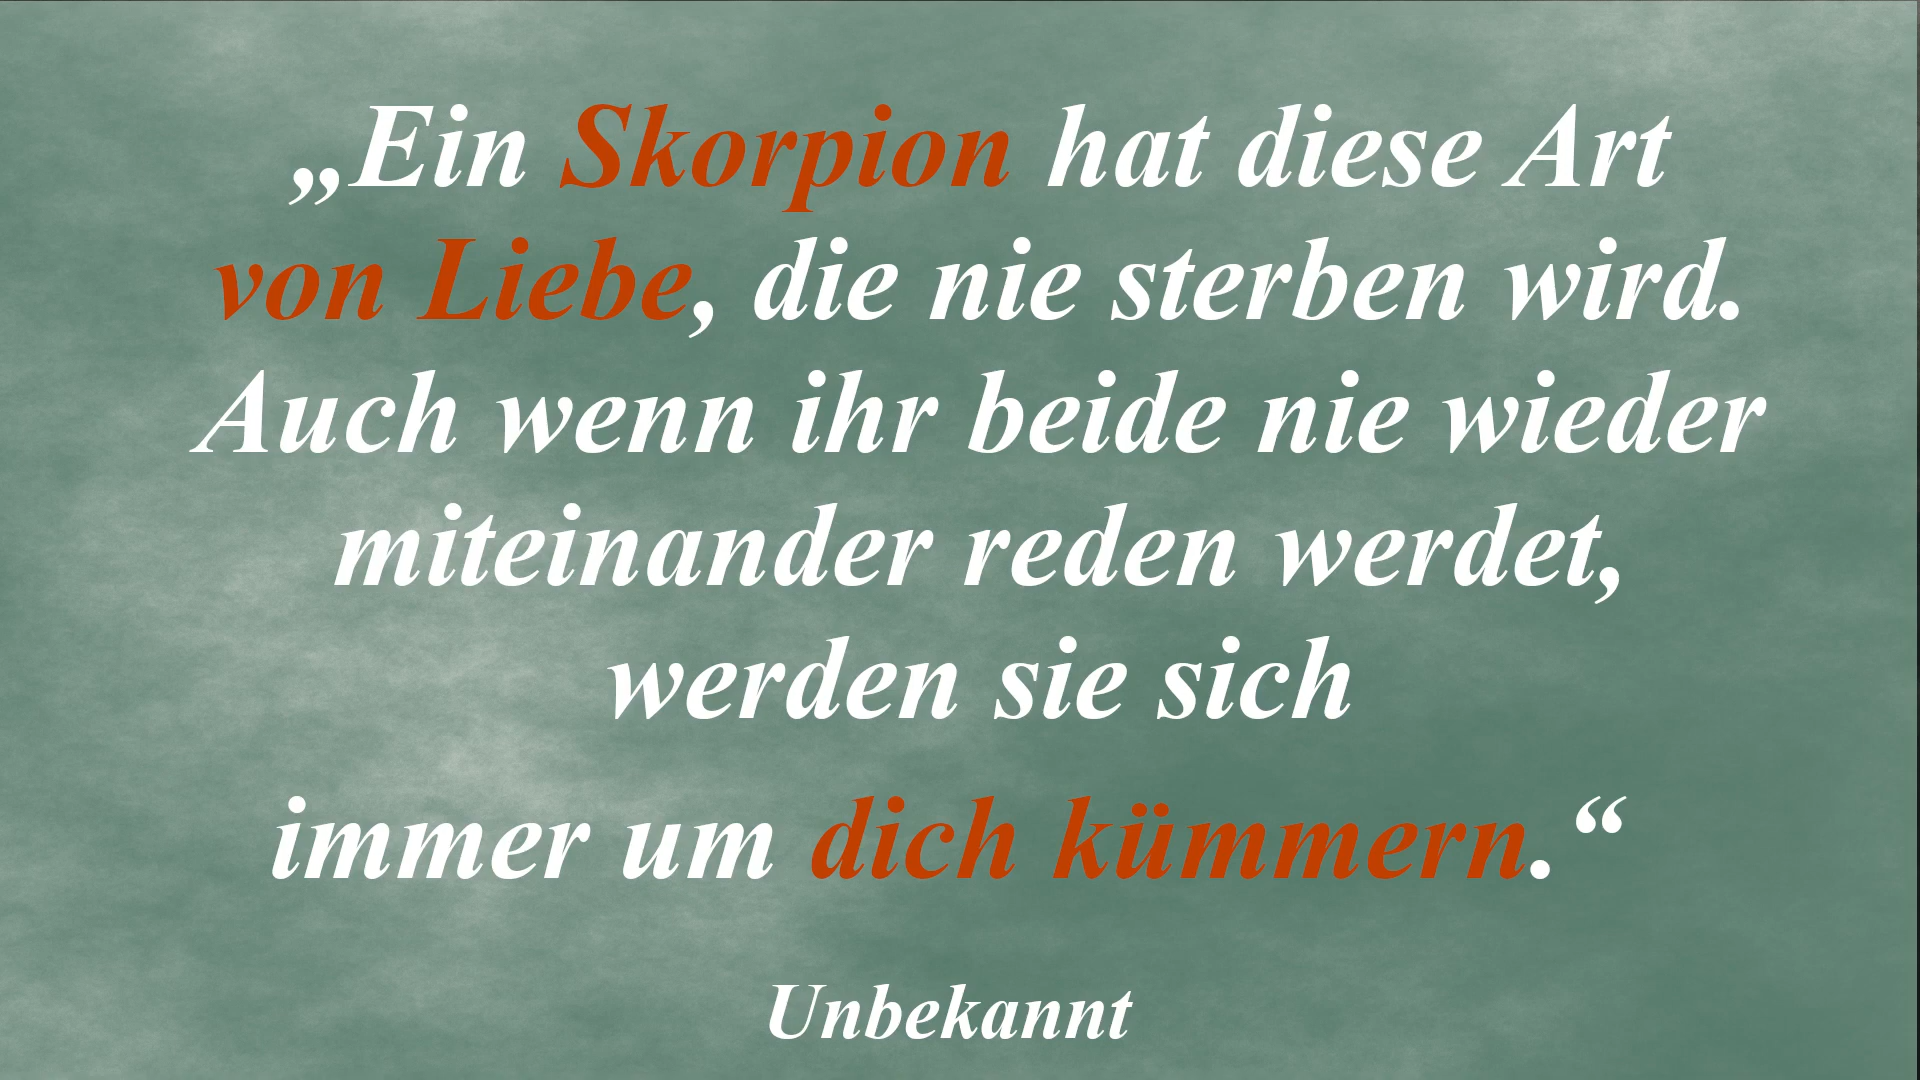 „Ein Skorpion hat diese Art
von Liebe, die nie sterben wird.
Auch wenn ihr beide nie wieder
miteinander reden werdet,
werden sie sich
immer um dich kümmern.“
Unbekannt